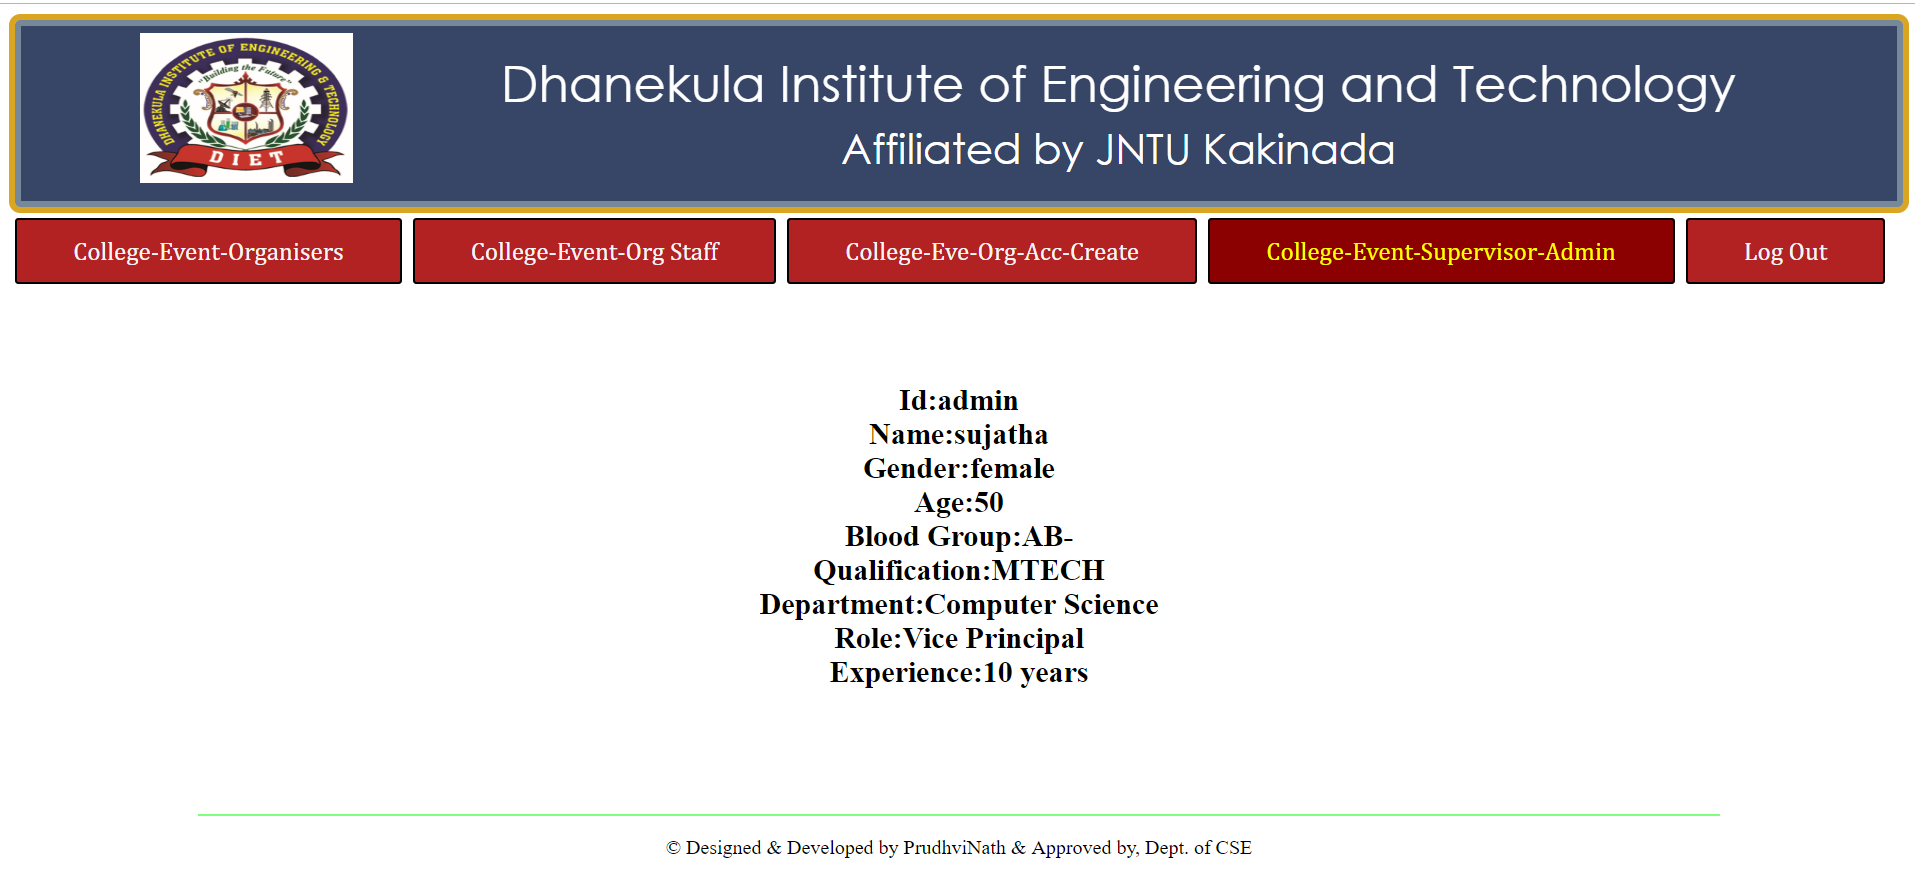 DHANEKULA INSTITUTE OF ENGINEERING & TECHNOLOGY
"Building the Future"
DIET
Dhanekula Institute of Engineering and Technology
Affiliated by JNTU Kakinada
College-Event-Organisers
College-Event-Org Staff
College-Eve-Org-Acc-Create
College-Event-Supervisor-Admin
Log Out
Id:admin
Name:sujatha
Gender:female
Age:50
Blood Group:AB-
Qualification:MTECH
Department:Computer Science
Role:Vice Principal
Experience:10 years
© Designed & Developed by PrudhviNath & Approved by, Dept. of CSE